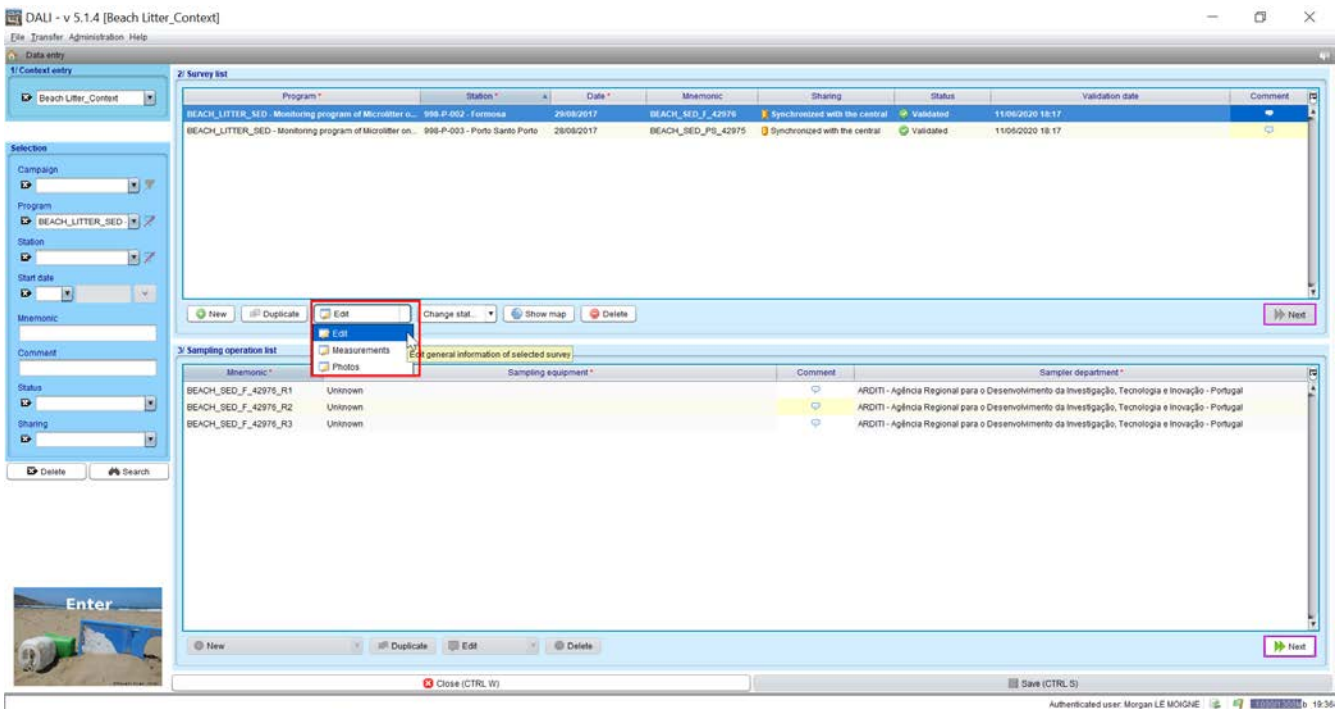 DALI - v 5.1.4 [Beach Litter_Context]
File Transfer Administration Help
Data entry
1/ Context entry
Beach Litter_Context
Selection
Campaign
Program
BEACH_LITTER_SED -
Station
Start date
Mnemonic
Comment
Status
Sharing
Delete Search
Enter
2/ Survey list
Program * Station * Date * Mnemonic Sharing Status Validation date Comment
BEACH_LITTER_SED - Monitoring program of Microlitter o... 998-P-002 - Formosa 29/08/2017 BEACH_SED_F_42976 Synchronized with the central Validated 11/06/2020 18:17
BEACH_LITTER_SED - Monitoring program of Microlitter on... 998-P-003 - Porto Santo Porto 28/08/2017 BEACH_SED_PS_42975 Synchronized with the central Validated 11/06/2020 18:17
New Duplicate Edit Change stat... Show map Delete Next
Edit
Measurements
Photos
Edit general information of selected survey
3/ Sampling operation list
Mnemonic * Sampling equipment * Comment Sampler department *
BEACH_SED_F_42976_R1 Unknown ARDITI - Agência Regional para o Desenvolvimento da Investigação, Tecnologia e Inovação - Portugal
BEACH_SED_F_42976_R2 Unknown ARDITI - Agência Regional para o Desenvolvimento da Investigação, Tecnologia e Inovação - Portugal
BEACH_SED_F_42976_R3 Unknown ARDITI - Agência Regional para o Desenvolvimento da Investigação, Tecnologia e Inovação - Portugal
New Duplicate Edit Delete Next
Close (CTRL W) Save (CTRL S)
Authenticated user: Morgan LE MOIGNE 19:36